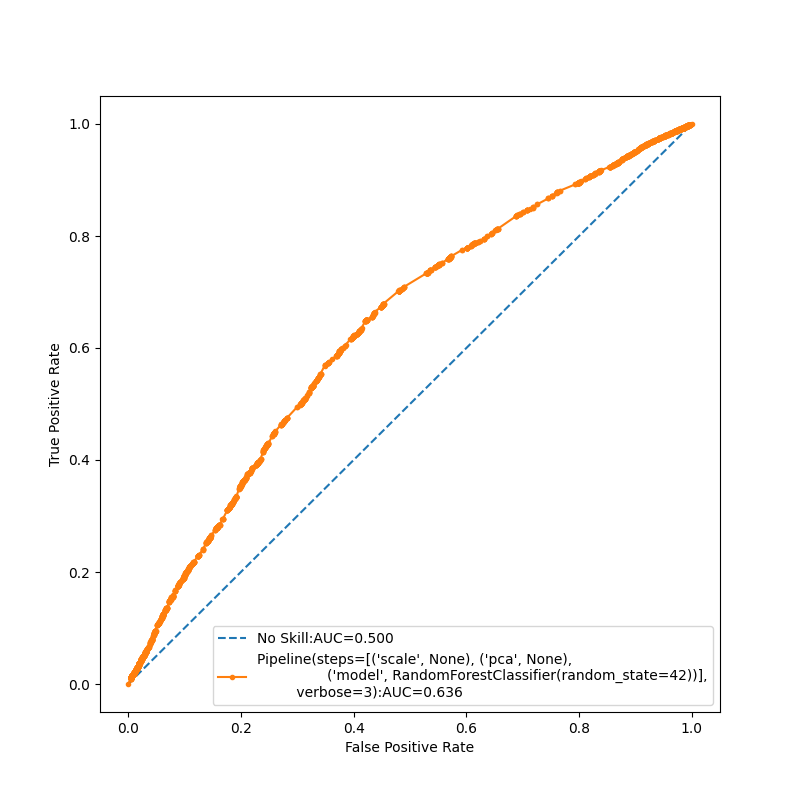 1.0
0.8
0.6
0.4
0.2
0.0
True Positive Rate
No Skill:AUC=0.500
Pipeline(steps=[('scale', None), ('pca', None),
('model', RandomForestClassifier(random_state=42))],
verbose=3):AUC=0.636
0.0 0.2 0.4 0.6 0.8 1.0
False Positive Rate